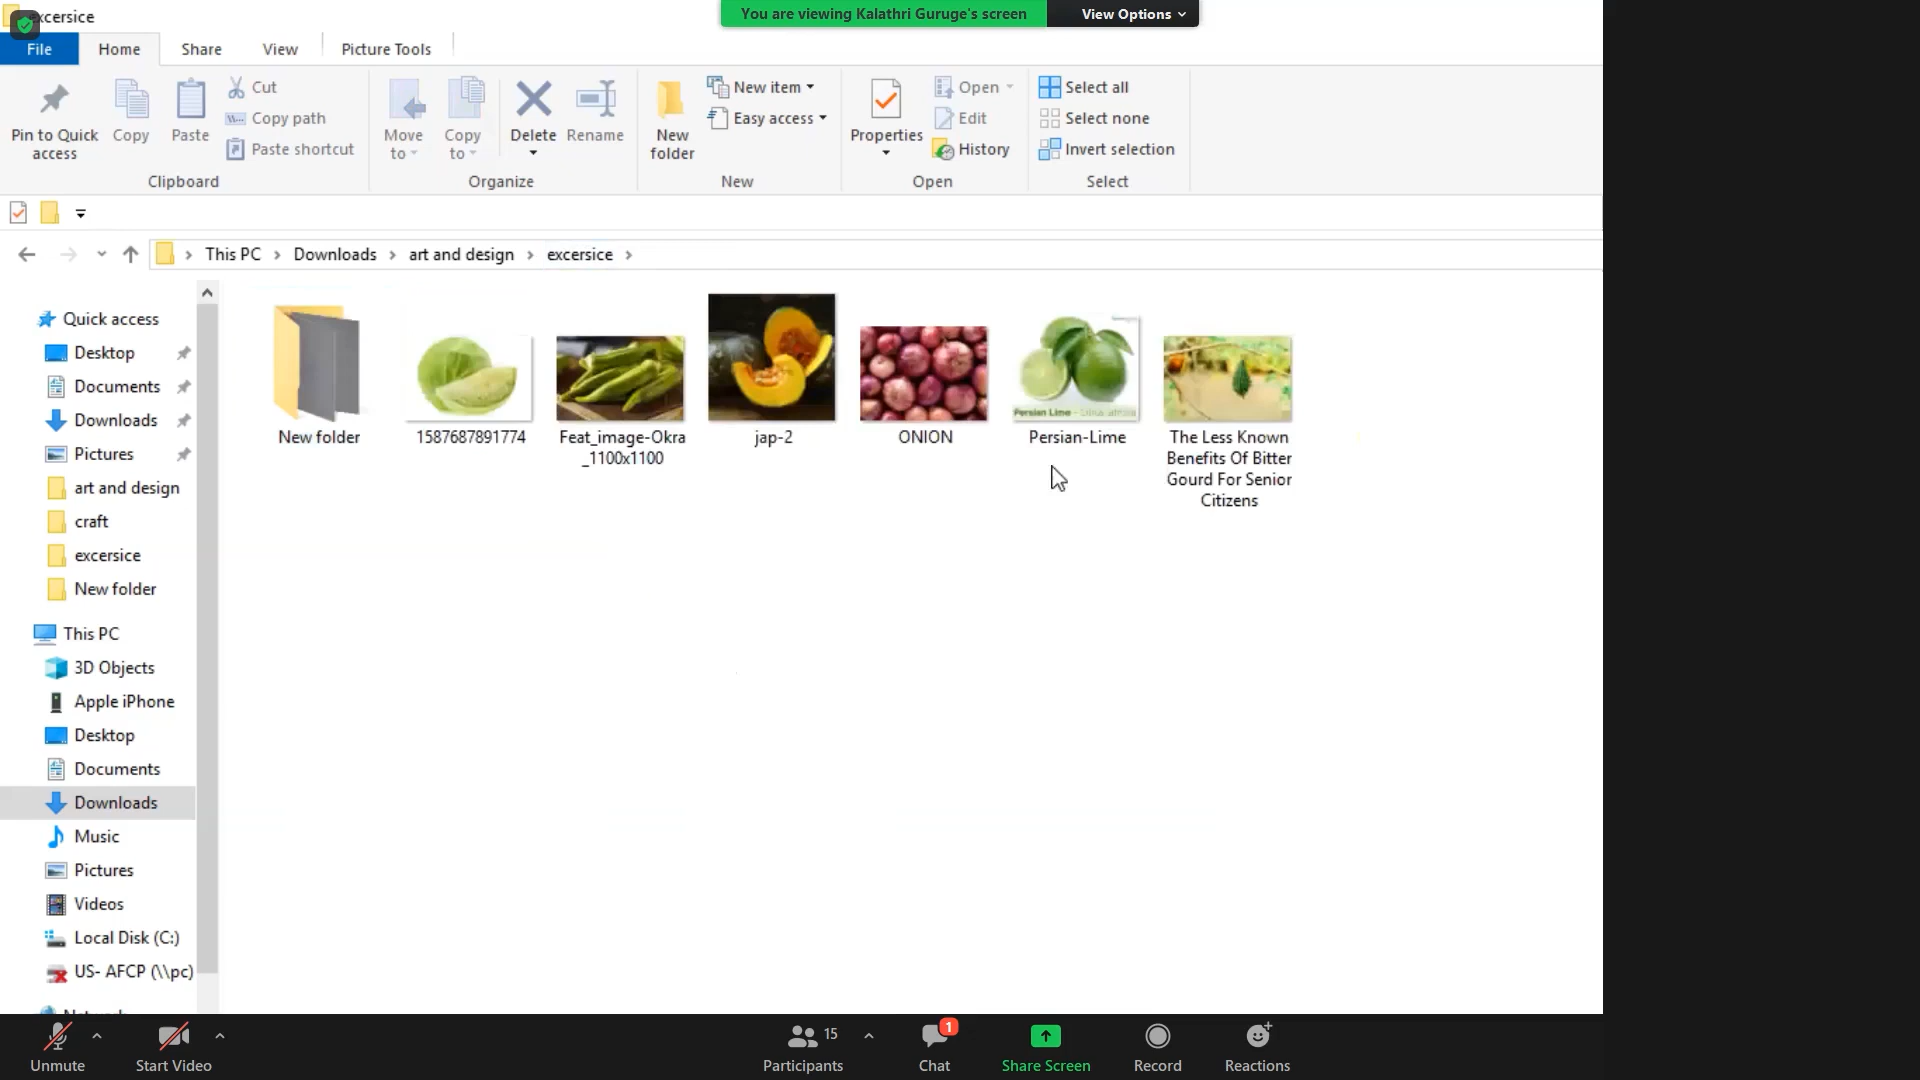 excersice
You are viewing Kalathri Guruge's screen
View Options
File Home Share View Picture Tools
Pin to Quick access
Copy
Paste
Cut
Copy path
Paste shortcut
Clipboard
Move to
Copy to
Delete
Rename
Organize
New folder
New item
Easy access
New
Properties
Open
Edit
History
Open
Select all
Select none
Invert selection
Select
This PC > Downloads > art and design > excersice >
Quick access
Desktop
Documents
Downloads
Pictures
art and design
craft
excersice
New folder
This PC
3D Objects
Apple iPhone
Desktop
Documents
Downloads
Music
Pictures
Videos
Local Disk (C:)
US- AFCP (\\pc)
New folder
1587687891774
Feat_image-Okra
_1100x1100
jap-2
ONION
Persian Lime
Persian-Lime
The Less Known
Benefits Of Bitter
Gourd For Senior
Citizens
Unmute
Start Video
15
Participants
1
Chat
Share Screen
Record
Reactions